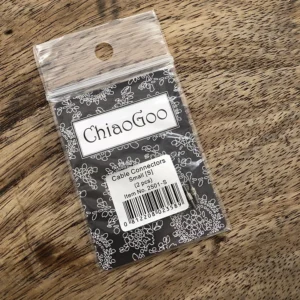 ChiaoGoo
Cable Connectors
Small [S]
(2 pcs)
Item No. 2501-S